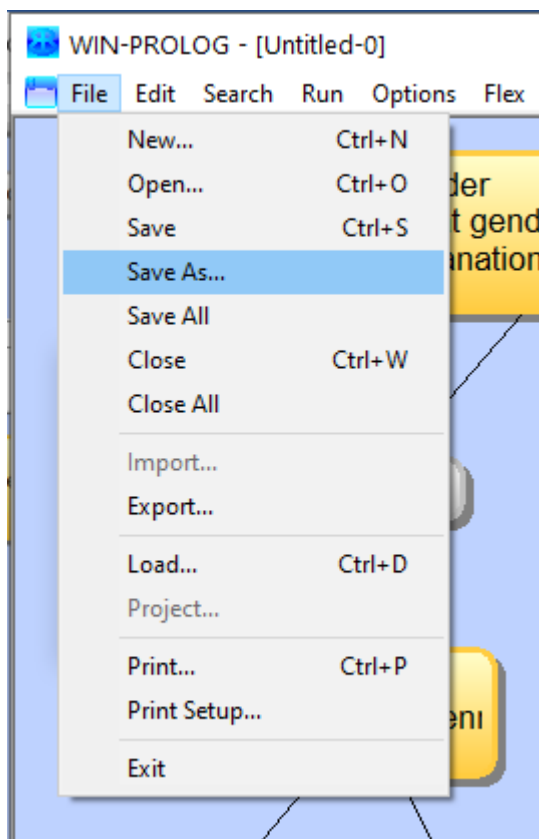 WIN-PROLOG - [Untitled-0]
File Edit Search Run Options Flex
New... Ctrl+N
Open... Ctrl+O
Save Ctrl+S
Save As...
Save All
Close Ctrl+W
Close All
Import...
Export...
Load... Ctrl+D
Project...
Print... Ctrl+P
Print Setup...
Exit